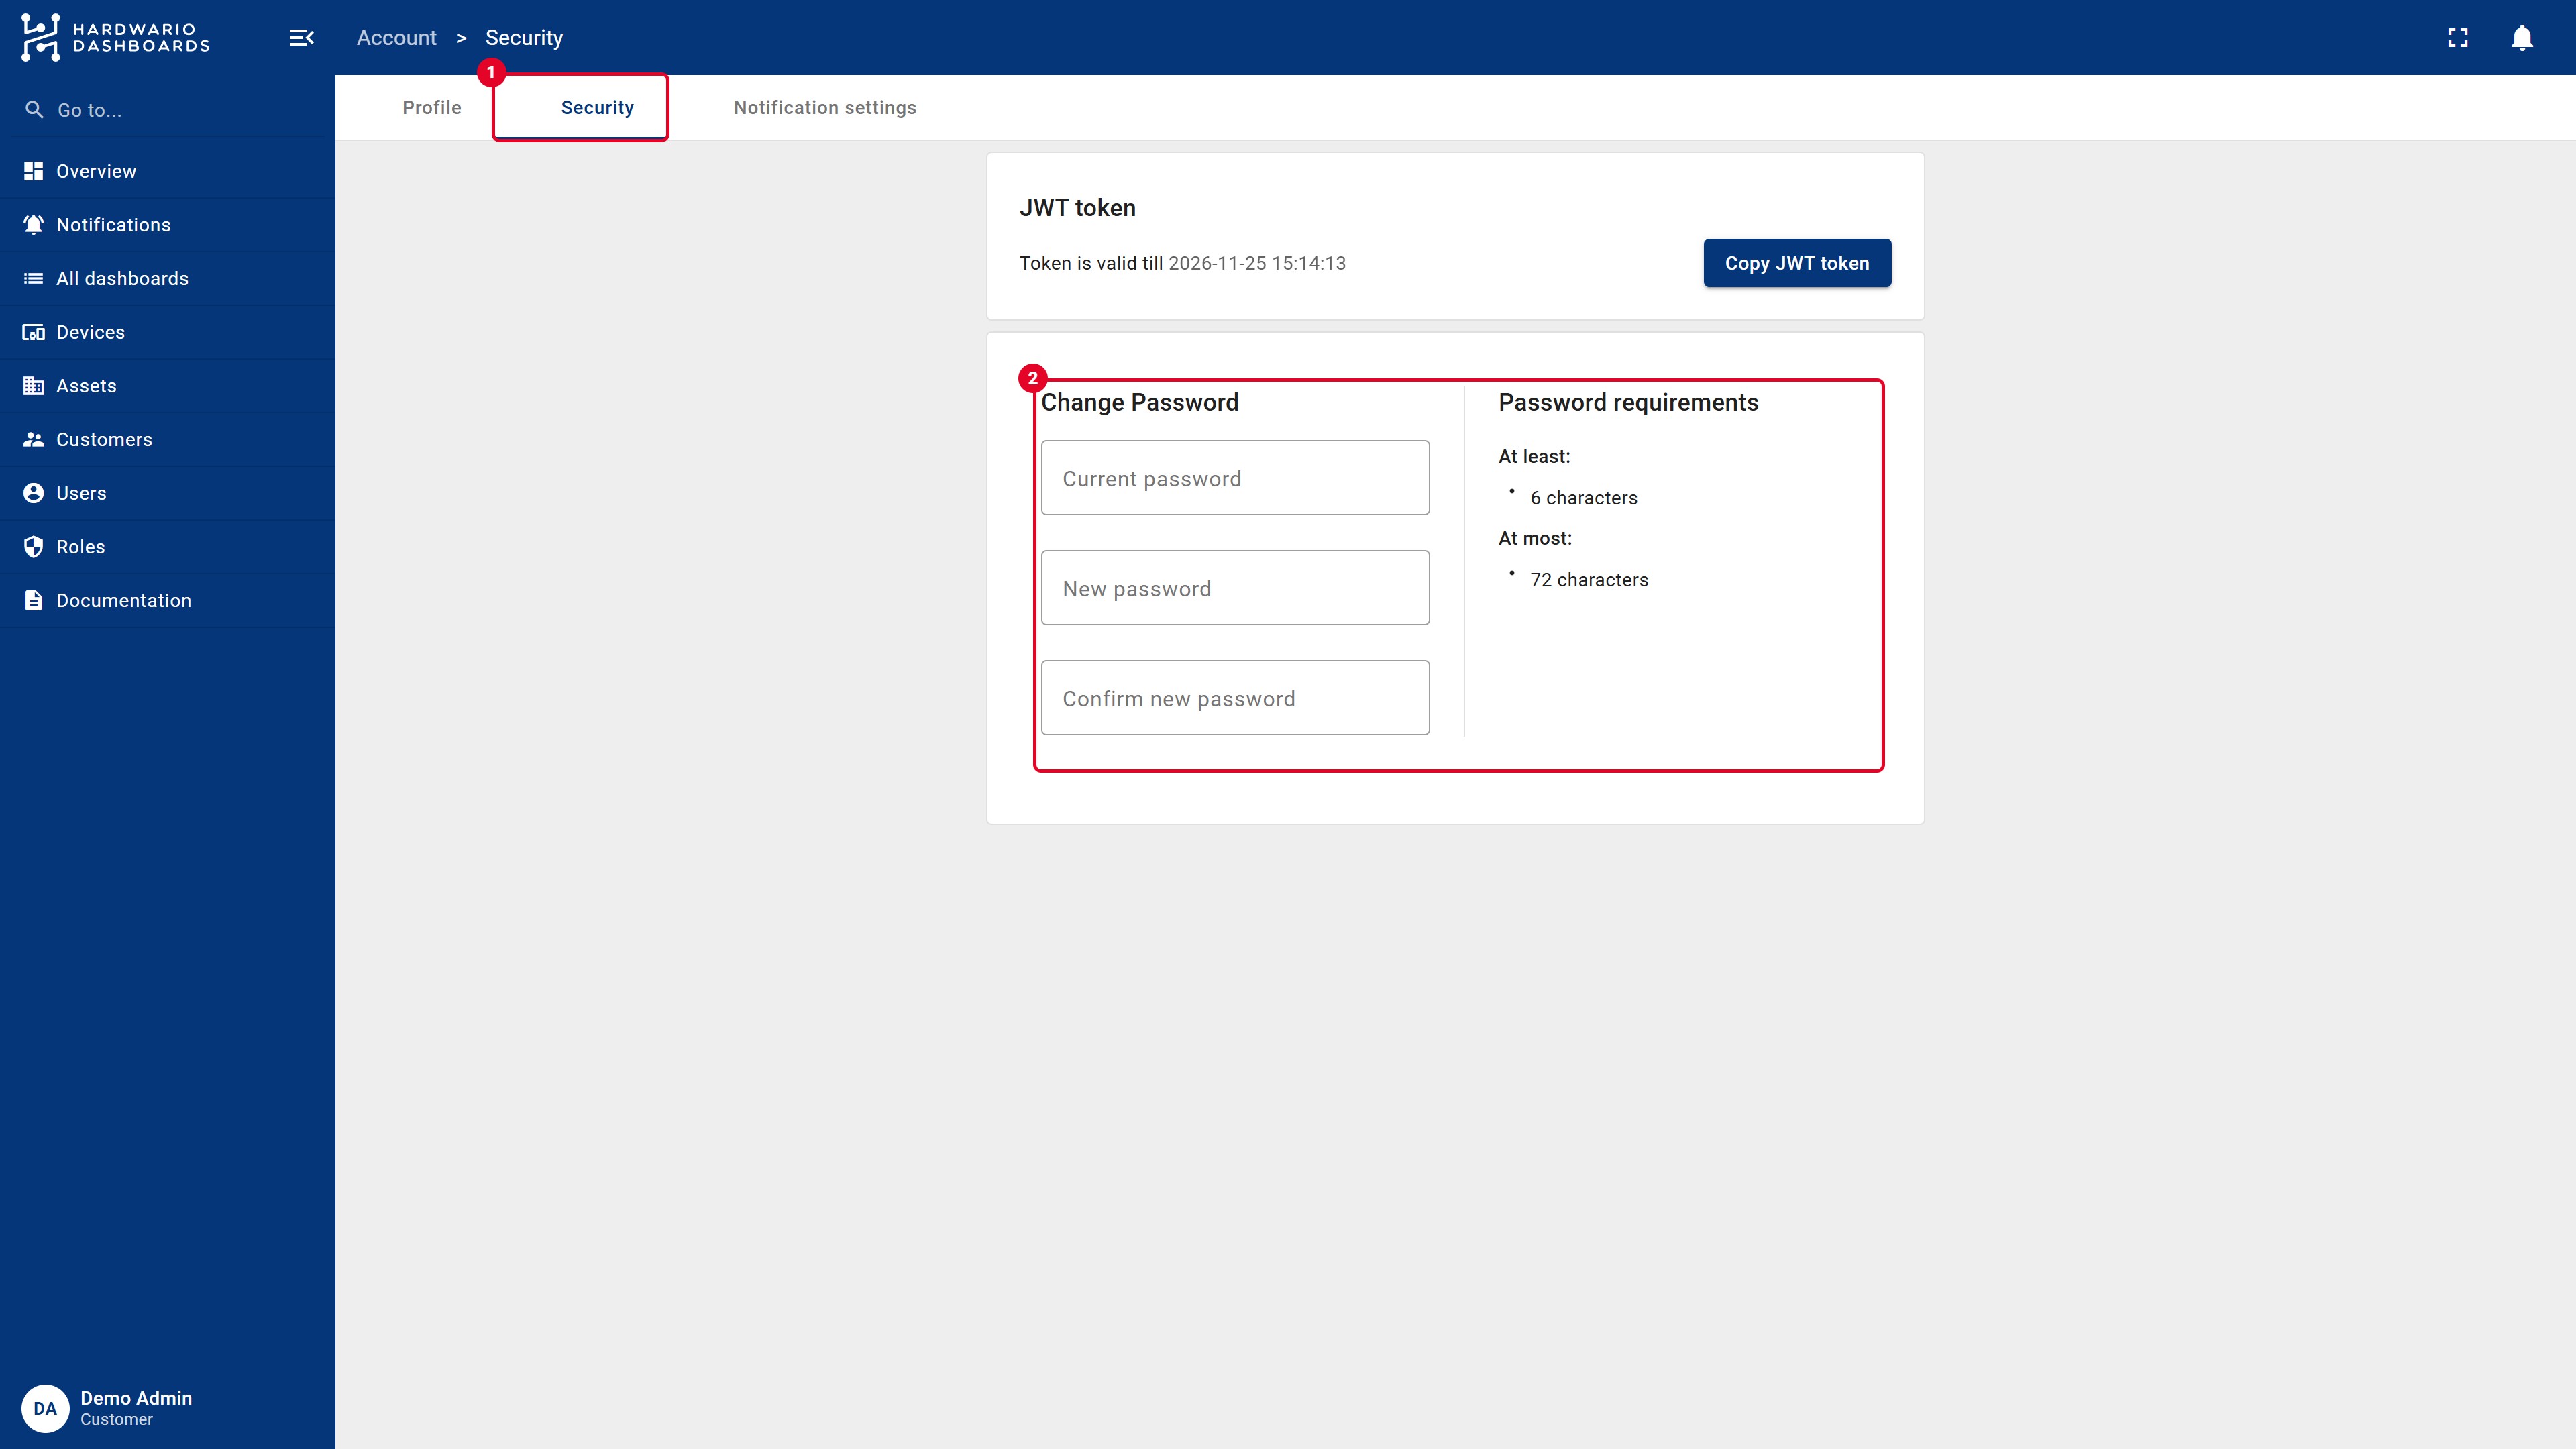 HARDWARIO
DASHBOARDS
Account > Security
Go to...
Overview
Notifications
All dashboards
Devices
Assets
Customers
Users
Roles
Documentation
DA
Demo Admin
Customer
1
Profile
Security
Notification settings
JWT token
Token is valid till 2026-11-25 15:14:13
Copy JWT token
2
Change Password
Current password
New password
Confirm new password
Password requirements
At least:
• 6 characters
At most:
• 72 characters